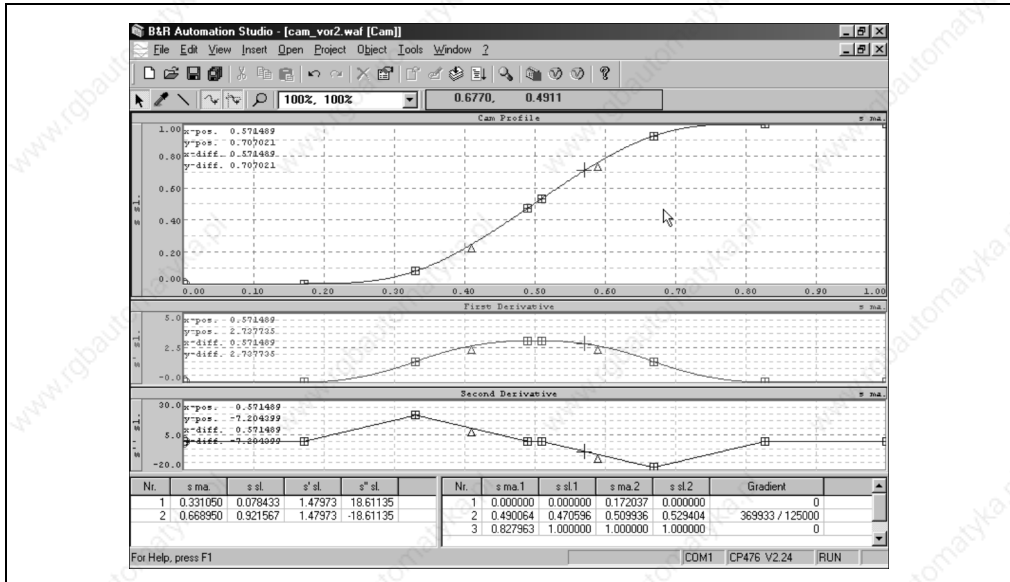 B&R Automation Studio - [cam_vor2.waf [Cam]]
File Edit View Insert Open Project Object Tools Window ?
100%, 100%
0.6770, 0.4911
Cam Profile
s ma.
s sl.
1.00
0.80
0.60
0.40
0.20
0.00
x-pos. 0.571489
y-pos. 0.707021
x-diff. 0.571489
y-diff. 0.707021
0.00 0.10 0.20 0.30 0.40 0.50 0.60 0.70 0.80 0.90 1.00
First Derivative
s ma.
s' sl.
5.0
2.5
-0.0
x-pos. 0.571489
y-pos. 2.737735
x-diff. 0.571489
y-diff. 2.737735
Second Derivative
s ma.
30.0
5.0
-20.0
x-pos. 0.571489
y-pos. -7.204399
x-diff. 0.571489
y-diff. -7.204399
Nr. s ma. s sl. s' sl. s'' sl.
1 0.331050 0.078433 1.47973 18.61135
2 0.668950 0.921567 1.47973 -18.61135
Nr. s ma.1 s sl.1 s ma.2 s sl.2 Gradient
1 0.000000 0.000000 0.172037 0.000000 0
2 0.490064 0.470596 0.509936 0.529404 369933 / 125000
3 0.827963 1.000000 1.000000 1.000000 0
For Help, press F1
COM1 CP476 V2.24 RUN
www.rgbautomatyka.pl